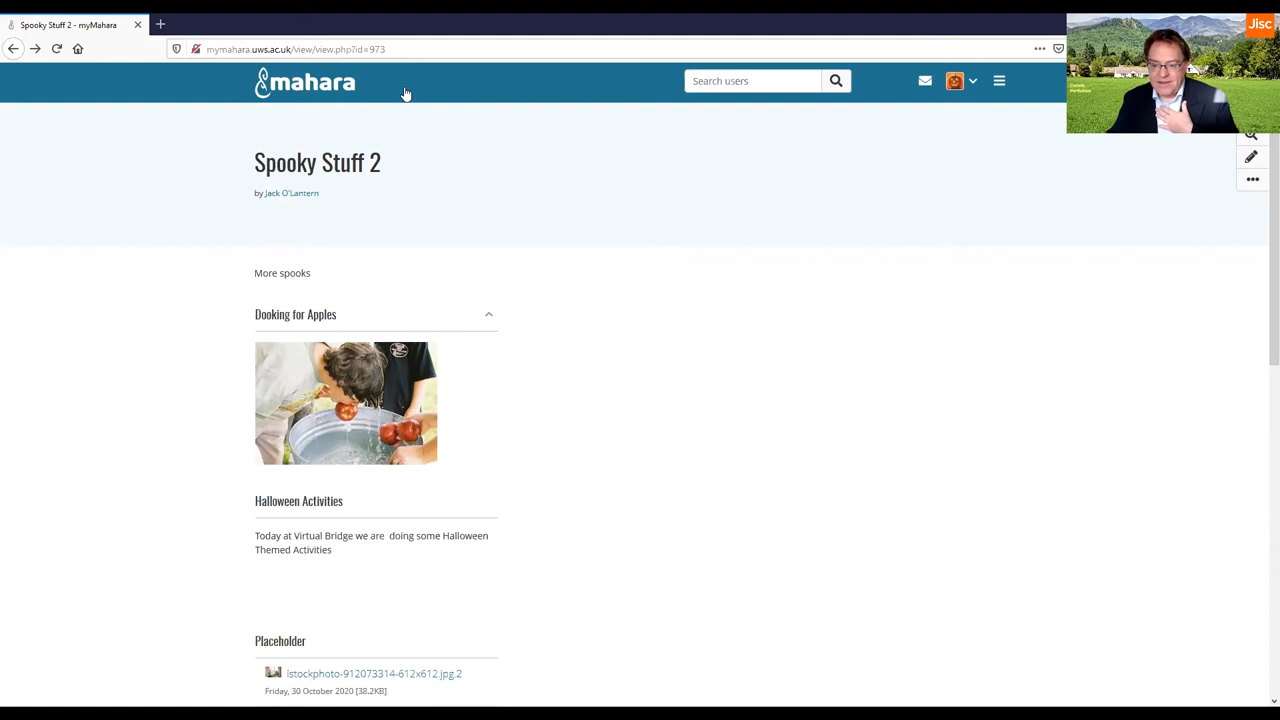 Spooky Stuff 2 - myMahara
mymahara.uws.ac.uk/view/view.php?id=973
Jisc
mahara
Search users
Spooky Stuff 2
by Jack O'Lantern
More spooks
Dooking for Apples
Halloween Activities
Today at Virtual Bridge we are doing some Halloween
Themed Activities
Placeholder
Istockphoto-912073314-612x612.jpg.2
Friday, 30 October 2020 [38.2KB]